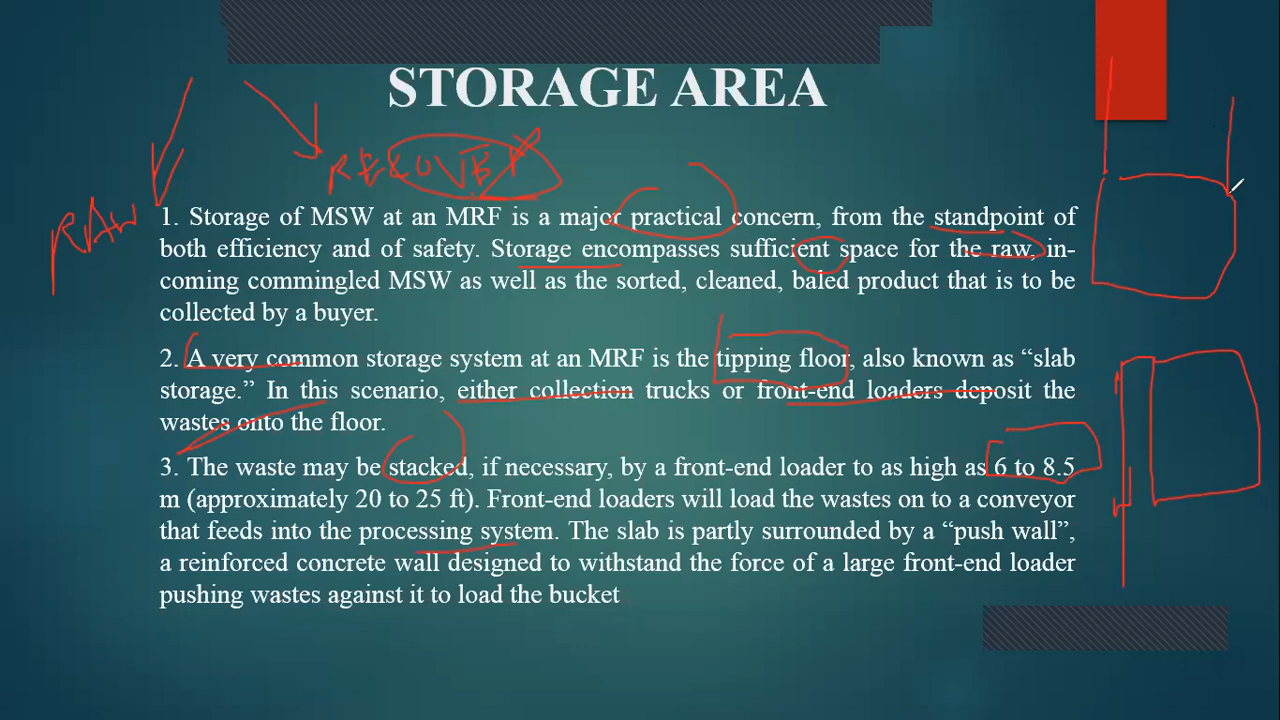 STORAGE AREA
RAW
1. Storage of MSW at an MRF is a major practical concern, from the standpoint of
both efficiency and of safety. Storage encompasses sufficient space for the raw, in-
coming commingled MSW as well as the sorted, cleaned, baled product that is to be
collected by a buyer.
2. A very common storage system at an MRF is the tipping floor, also known as “slab
storage.” In this scenario, either collection trucks or front-end loaders deposit the
wastes onto the floor.
3. The waste may be stacked, if necessary, by a front-end loader to as high as 6 to 8.5
m (approximately 20 to 25 ft). Front-end loaders will load the wastes on to a conveyor
that feeds into the processing system. The slab is partly surrounded by a “push wall”,
a reinforced concrete wall designed to withstand the force of a large front-end loader
pushing wastes against it to load the bucket